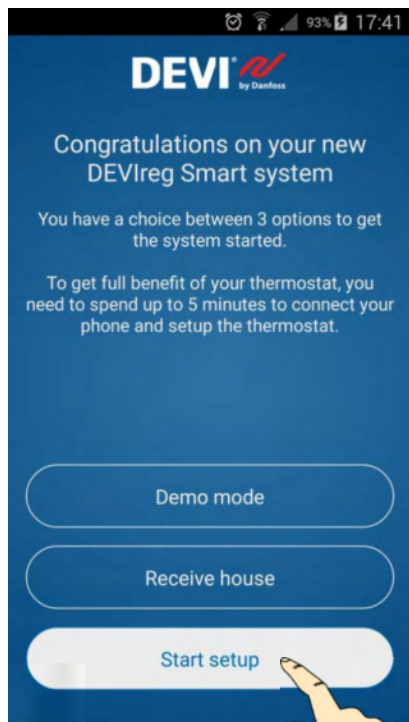 93% 17:41
DEVI
by Danfoss
Congratulations on your new
DEVIreg Smart system
You have a choice between 3 options to get
the system started.
To get full benefit of your thermostat, you
need to spend up to 5 minutes to connect your
phone and setup the thermostat.
Demo mode
Receive house
Start setup